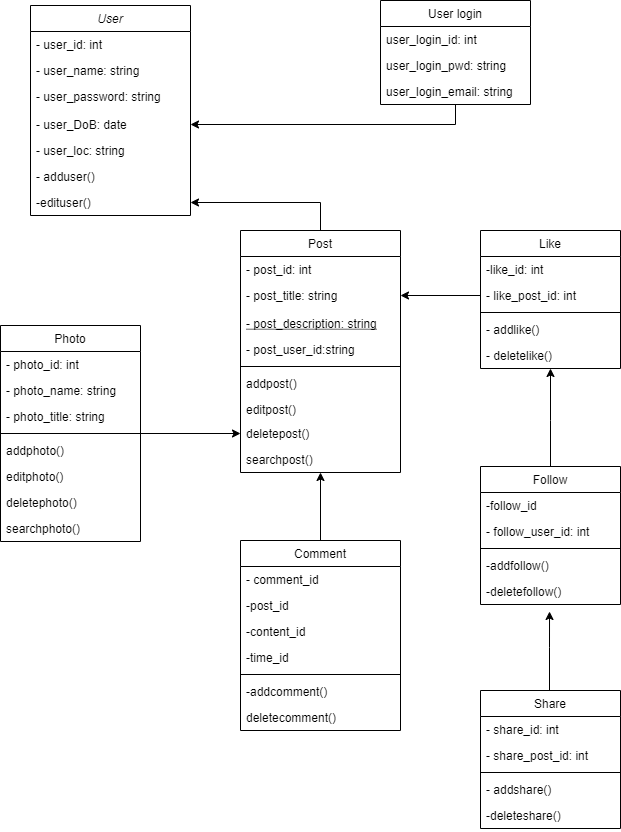 User
- user_id: int
- user_name: string
- user_password: string
- user_DoB: date
- user_loc: string
- adduser()
-edituser()
User login
user_login_id: int
user_login_pwd: string
user_login_email: string
Post
- post_id: int
- post_title: string
- post_description: string
- post_user_id:string
addpost()
editpost()
deletepost()
searchpost()
Like
-like_id: int
- like_post_id: int
- addlike()
- deletelike()
Photo
- photo_id: int
- photo_name: string
- photo_title: string
addphoto()
editphoto()
deletephoto()
searchphoto()
Follow
-follow_id
- follow_user_id: int
-addfollow()
-deletefollow()
Comment
- comment_id
-post_id
-content_id
-time_id
-addcomment()
deletecomment()
Share
- share_id: int
- share_post_id: int
- addshare()
-deleteshare()